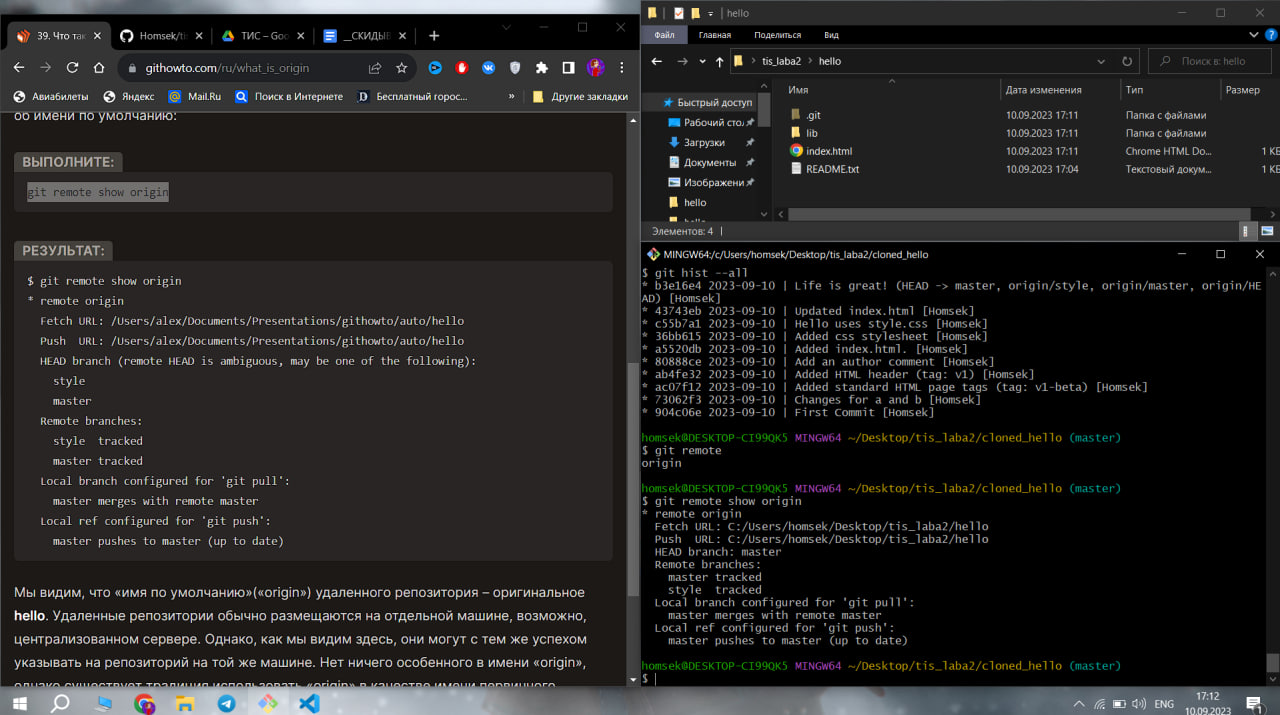 39. Что так
Homsek/ti
ТИС – Goo
__СКИДЫВ
githowto.com/ru/what_is_origin
Авиабилеты
Яндекс
Mail.Ru
Поиск в Интернете
Бесплатный горос...
»
Другие закладки
об имени по умолчанию:
ВЫПОЛНИТЕ:
git remote show origin
РЕЗУЛЬТАТ:
$ git remote show origin
* remote origin
Fetch URL: /Users/alex/Documents/Presentations/githowto/auto/hello
Push  URL: /Users/alex/Documents/Presentations/githowto/auto/hello
HEAD branch (remote HEAD is ambiguous, may be one of the following):
style
master
Remote branches:
style  tracked
master tracked
Local branch configured for 'git pull':
master merges with remote master
Local ref configured for 'git push':
master pushes to master (up to date)
Мы видим, что «имя по умолчанию»(«origin») удаленного репозитория – оригинальное
hello. Удаленные репозитории обычно размещаются на отдельной машине, возможно,
централизованном сервере. Однако, как мы видим здесь, они могут с тем же успехом
указывать на репозиторий на той же машине. Нет ничего особенного в имени «origin»,
hello
Файл
Главная
Поделиться
Вид
tis_laba2 > hello
Поиск в: hello
Быстрый доступ
Рабочий сто.
Загрузки
Документы
Изображени
hello
hello
Имя
Дата изменения
Тип
Размер
.git
10.09.2023 17:11
Папка с файлами
lib
10.09.2023 17:11
Папка с файлами
index.html
10.09.2023 17:11
Chrome HTML Do...
1 КБ
README.txt
10.09.2023 17:04
Текстовый докум...
1 КБ
Элементов: 4
MINGW64:/c/Users/homsek/Desktop/tis_laba2/cloned_hello
$ git hist --all
* b3e16e4 2023-09-10 | Life is great! (HEAD -> master, origin/style, origin/master, origin/HE
AD) [Homsek]
* 43743eb 2023-09-10 | Updated index.html [Homsek]
* c55b7a1 2023-09-10 | Hello uses style.css [Homsek]
* 36bb615 2023-09-10 | Added css stylesheet [Homsek]
* a5520db 2023-09-10 | Added index.html. [Homsek]
* 80888ce 2023-09-10 | Add an author comment [Homsek]
* ab4fe32 2023-09-10 | Added HTML header (tag: v1) [Homsek]
* ac07f12 2023-09-10 | Added standard HTML page tags (tag: v1-beta) [Homsek]
* 73062f3 2023-09-10 | Changes for a and b [Homsek]
* 904c06e 2023-09-10 | First Commit [Homsek]
homsek@DESKTOP-CI99QK5 MINGW64 ~/Desktop/tis_laba2/cloned_hello (master)
$ git remote
origin
homsek@DESKTOP-CI99QK5 MINGW64 ~/Desktop/tis_laba2/cloned_hello (master)
$ git remote show origin
* remote origin
Fetch URL: C:/Users/homsek/Desktop/tis_laba2/hello
Push  URL: C:/Users/homsek/Desktop/tis_laba2/hello
HEAD branch: master
Remote branches:
master tracked
style  tracked
Local branch configured for 'git pull':
master merges with remote master
Local ref configured for 'git push':
master pushes to master (up to date)
homsek@DESKTOP-CI99QK5 MINGW64 ~/Desktop/tis_laba2/cloned_hello (master)
$
ENG
17:12
10.09.2023
1